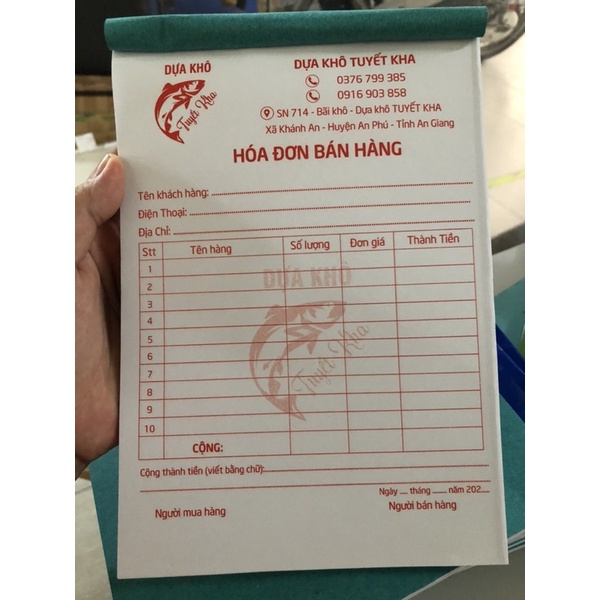 DỰA KHÔ
Tuyết Kha
DỰA KHÔ TUYẾT KHA
0376 799 385
0916 903 858
SN 714 - Bãi khô - Dựa khô TUYẾT KHA
Xã Khánh An - Huyện An Phú - Tỉnh An Giang
HÓA ĐƠN BÁN HÀNG
Tên khách hàng:
Điện Thoại:
Địa Chỉ:
Stt Tên hàng Số lượng Đơn giá Thành Tiền
1
2
3
4
5
6
7
8
9
10
DỰA KHÔ
Tuyết Kha
CỘNG:
Cộng thành tiền (viết bằng chữ):
Ngày .... tháng ....... năm 202.....
Người mua hàng Người bán hàng